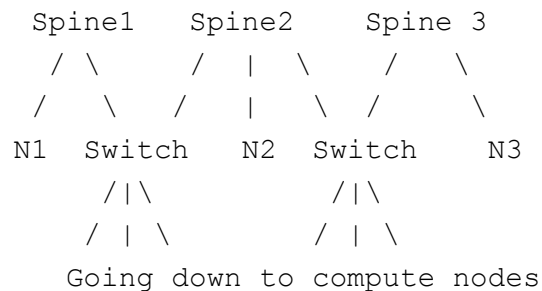 Spine1 Spine2 Spine 3
N1 Switch N2 Switch N3
Going down to compute nodes